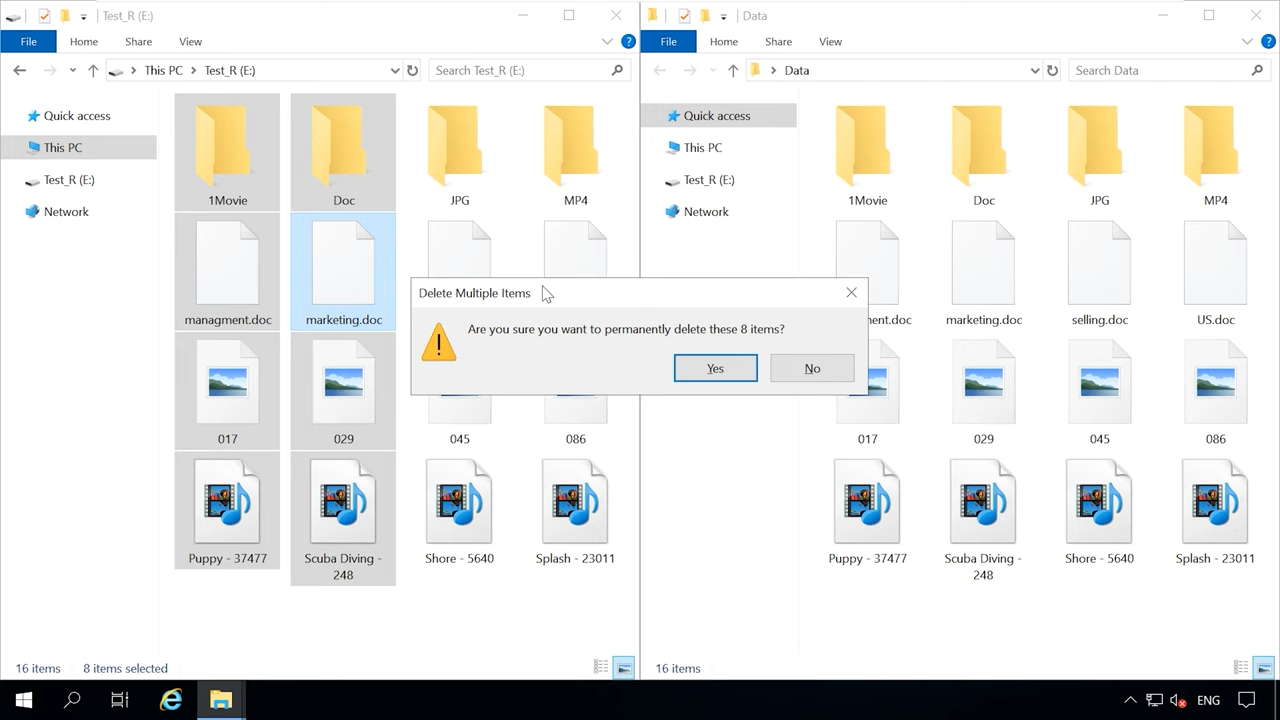 Test_R (E:)
File
Home
Share
View
This PC
Test_R (E:)
Search Test_R (E:)
Quick access
This PC
Test_R (E:)
Network
1Movie
Doc
JPG
MP4
managment.doc
marketing.doc
017
029
045
086
Puppy - 37477
Scuba Diving -
248
Shore - 5640
Splash - 23011
16 items
8 items selected
Delete Multiple Items
Are you sure you want to permanently delete these 8 items?
Yes
No
Data
File
Home
Share
View
Data
Search Data
Quick access
This PC
Test_R (E:)
Network
1Movie
Doc
JPG
MP4
ment.doc
marketing.doc
selling.doc
US.doc
017
029
045
086
Puppy - 37477
Scuba Diving -
248
Shore - 5640
Splash - 23011
16 items
ENG